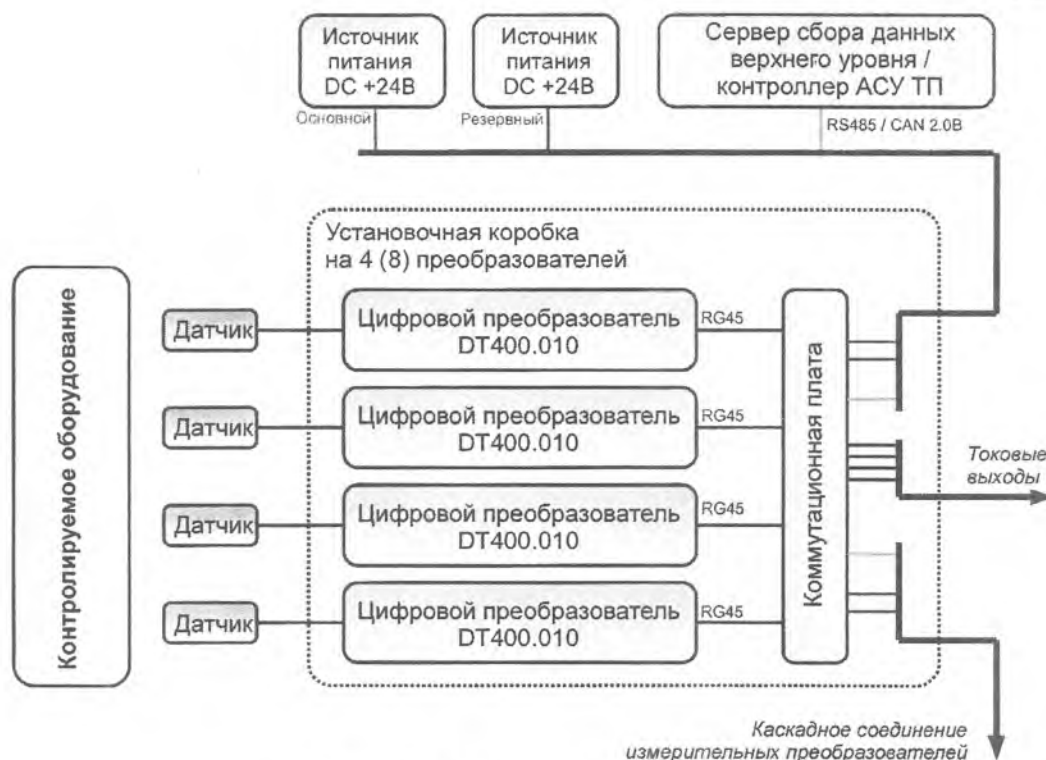 Источник
питания
DC +24В
Основной
Источник
питания
DC +24В
Резервный
Сервер сбора данных
верхнего уровня /
контроллер АСУ ТП
RS485 / CAN 2.0B
Установочная коробка
на 4 (8) преобразователей
Контролируемое оборудование
Датчик
Цифровой преобразователь
DT400.010
RG45
Датчик
Цифровой преобразователь
DT400.010
RG45
Датчик
Цифровой преобразователь
DT400.010
RG45
Датчик
Цифровой преобразователь
DT400.010
RG45
Коммутационная плата
Токовые
выходы
Каскадное соединение
измерительных преобразователей